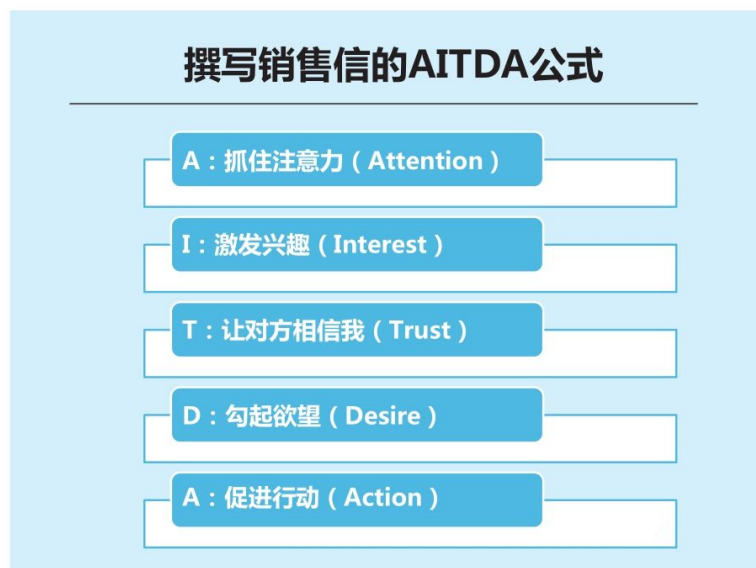 撰写销售信的AITDA公式
A：抓住注意力（Attention）
I：激发兴趣（Interest）
T：让对方相信我（Trust）
D：勾起欲望（Desire）
A：促进行动（Action）